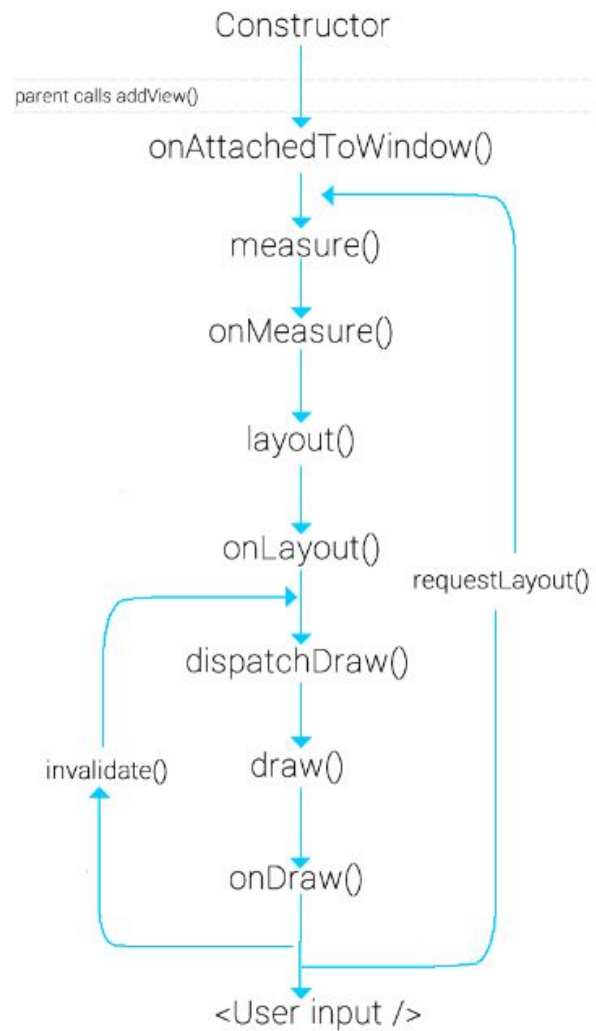 Constructor
parent calls addView()
onAttachedToWindow()
measure()
onMeasure()
layout()
onLayout()
requestLayout()
dispatchDraw()
invalidate()
draw()
onDraw()
<User input />